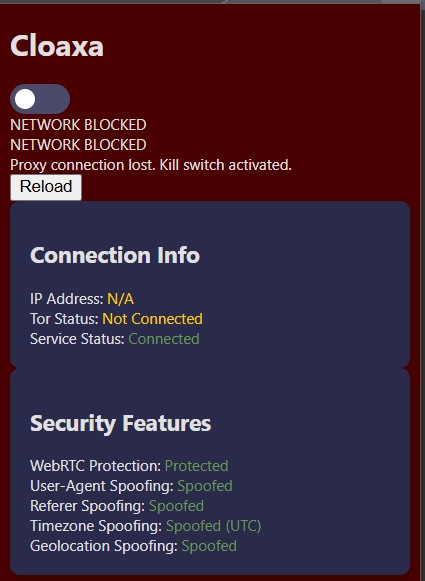 Cloaxa
NETWORK BLOCKED
NETWORK BLOCKED
Proxy connection lost. Kill switch activated.
Reload
Connection Info
IP Address: N/A
Tor Status: Not Connected
Service Status: Connected
Security Features
WebRTC Protection: Protected
User-Agent Spoofing: Spoofed
Referer Spoofing: Spoofed
Timezone Spoofing: Spoofed (UTC)
Geolocation Spoofing: Spoofed